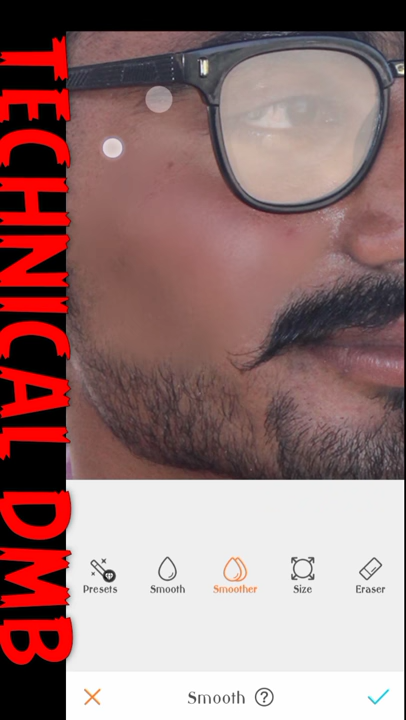 TECHNICAL DMB
Presets
Smooth
Smoother
Size
Eraser
Smooth ?